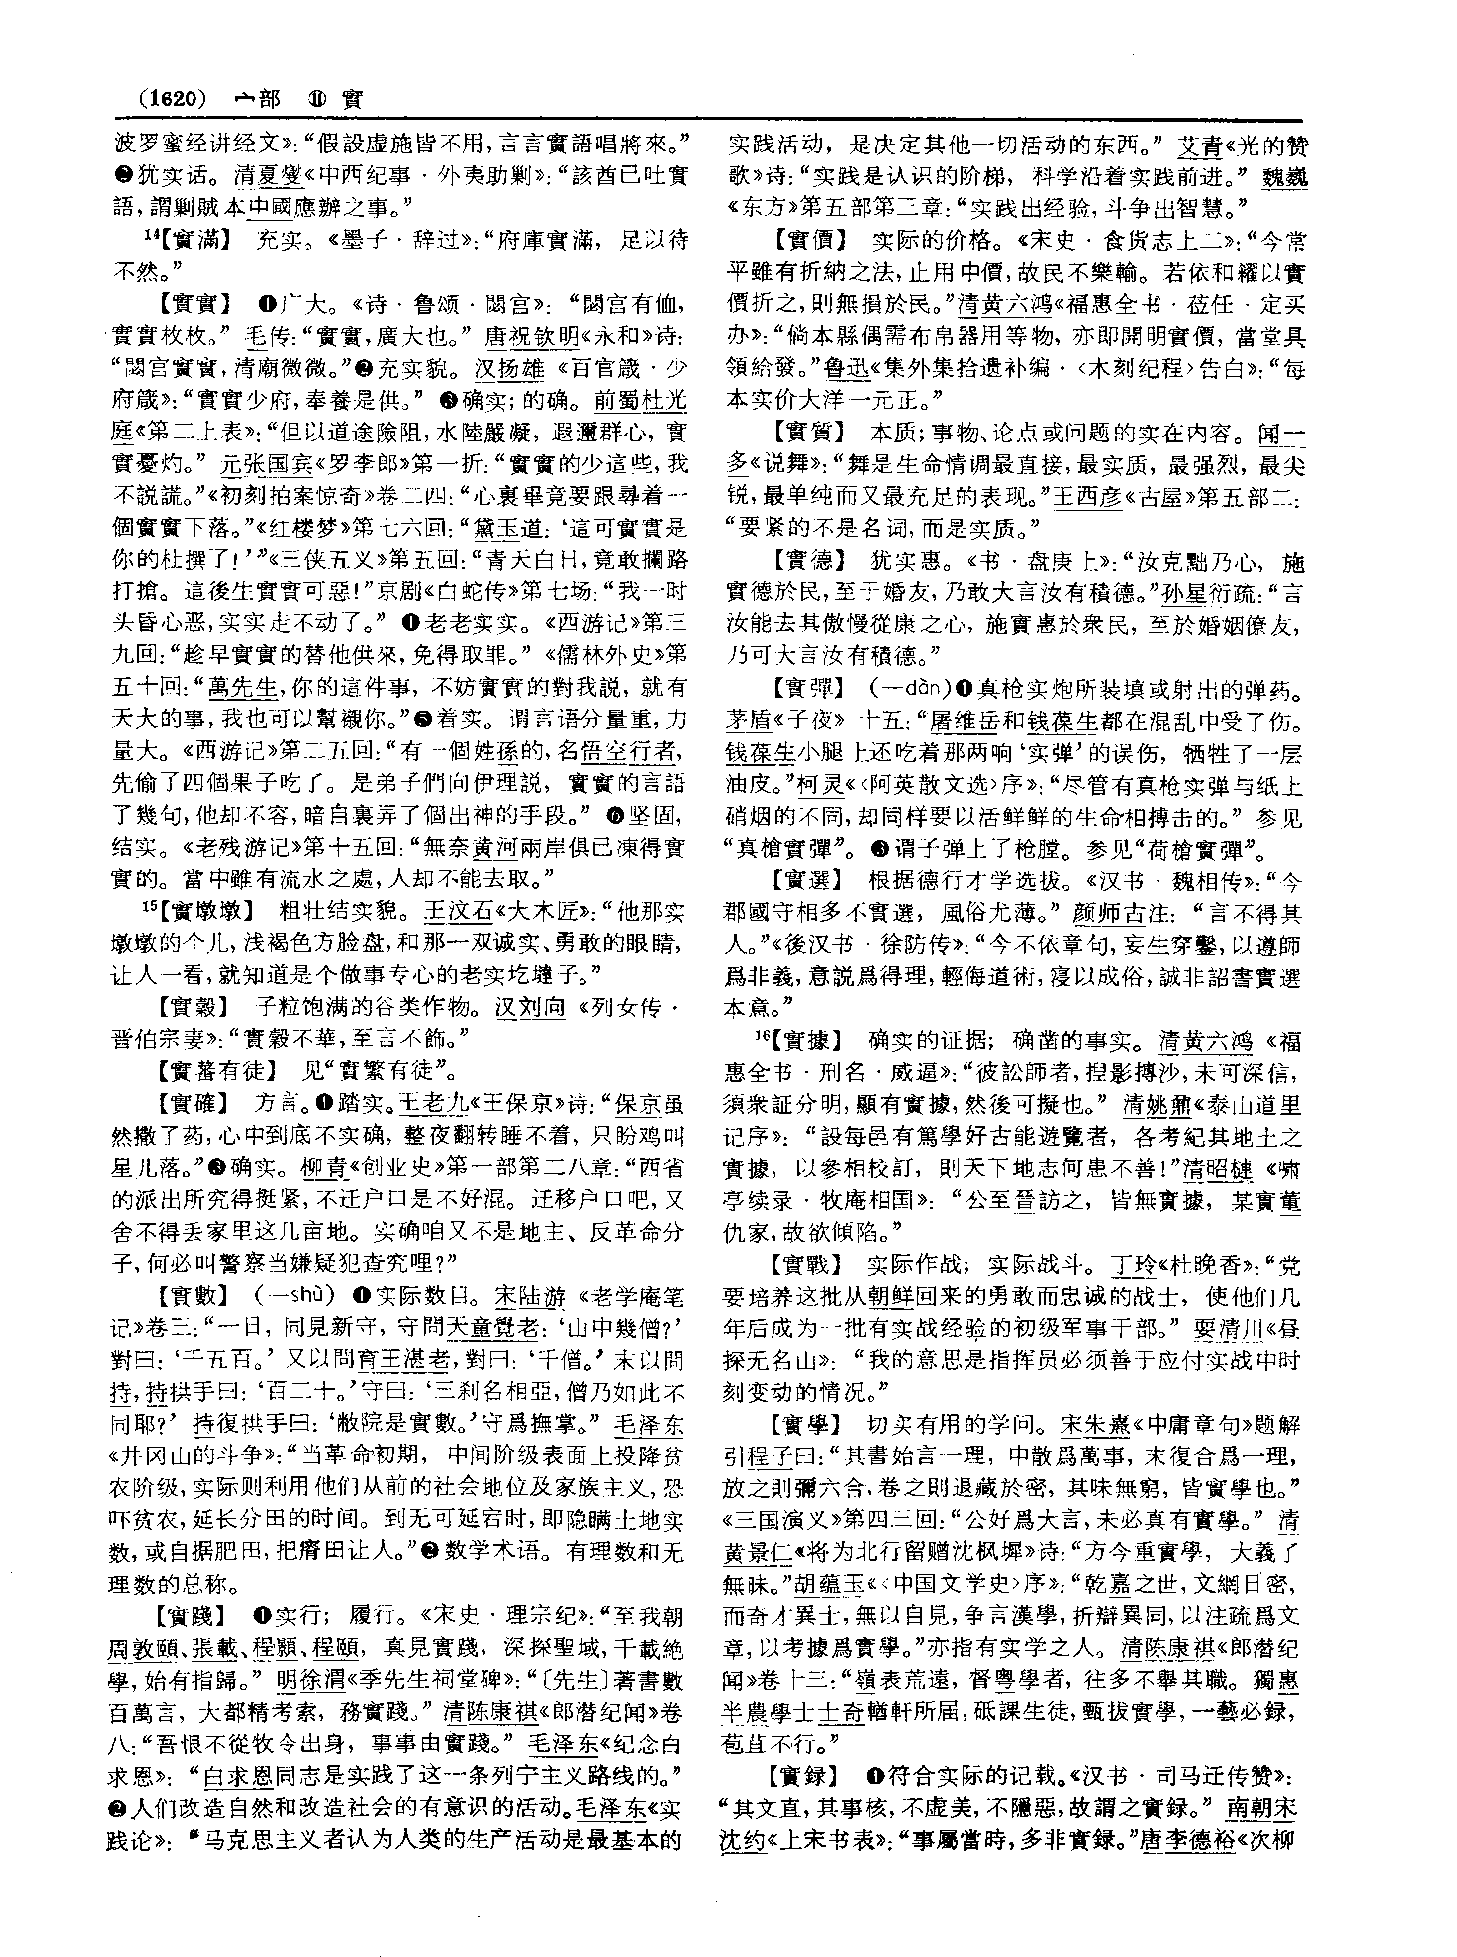 (1620) 宀部 ⑪ 實
波罗蜜经讲经文》：“假設虛施皆不用，言言實語唱將來。”
❷犹实话。清夏燮《中西纪事·外夷助剿》：“該酋已吐實
語，謂剿賊本中國應辦之事。”
¹⁴【實滿】 充实。《墨子·辞过》：“府庫實滿，足以待
不然。”
【實實】 ❶广大。《诗·鲁颂·閟宫》：“閟宫有侐，
實實枚枚。”毛传：“實實，廣大也。”唐祝钦明《永和》诗：
“閟宫實實，清廟微微。”❷充实貌。汉扬雄《百官箴·少
府箴》：“實實少府，奉養是供。”❸确实；的确。前蜀杜光
庭《第二上表》：“但以道途險阻，水陸嚴凝，遐邇群心，實
實憂灼。”元张国宾《罗李郎》第一折：“實實的少這些，我
不説謊。”《初刻拍案惊奇》卷二四：“心裏畢竟要跟尋着一
個實實下落。”《红楼梦》第七六回：“黛玉道：‘這可實實是
你的杜撰了！’”《三侠五义》第五回：“青天白日，竟敢攔路
打搶。這後生實實可惡！”京剧《白蛇传》第七场：“我一时
头昏心恶，实实走不动了。”❹老老实实。《西游记》第三
九回：“趁早實實的替他供來，免得取罪。”《儒林外史》第
五十回：“萬先生，你的這件事，不妨實實的對我説，就有
天大的事，我也可以幫襯你。”❺着实。谓言语分量重，力
量大。《西游记》第二五回：“有一個姓孫的，名悟空行者，
先偷了四個果子吃了。是弟子們向伊理説，實實的言語
了幾句，他却不容，暗自裏弄了個出神的手段。”❻坚固，
结实。《老残游记》第十五回：“無奈黄河兩岸俱已凍得實
實的。當中雖有流水之處，人却不能去取。”
¹⁵【實墩墩】 粗壮结实貌。王汶石《大木匠》：“他那实
墩墩的个儿，浅褐色方脸盘，和那一双诚实、勇敢的眼睛，
让人一看，就知道是个做事专心的老实圪墶子。”
【實穀】 子粒饱满的谷类作物。汉刘向《列女传·
晋伯宗妻》：“實穀不華，至言不飾。”
【實蕃有徒】 见“實繁有徒”。
【實確】 方言。❶踏实。王老九《王保京》诗：“保京虽
然撒了药，心中到底不实确，整夜翻转睡不着，只盼鸡叫
星儿落。”❷确实。柳青《创业史》第一部第二八章：“西省
的派出所究得挺紧，不迁户口是不好混。迁移户口吧，又
舍不得丢家里这几亩地。实确咱又不是地主、反革命分
子，何必叫警察当嫌疑犯查究哩？”
【實數】 (—shù) ❶实际数目。宋陆游《老学庵笔
记》卷三：“一日，同見新守，守問天童覺老：‘山中幾僧？’
對曰：‘千五百。’又以問育王湛老，對曰：‘千僧。’末以問
持，持拱手曰：‘百二十。’守曰：‘三刹名相亞，僧乃如此不
同耶？’持復拱手曰：‘敝院是實數。’守爲撫掌。”毛泽东
《井冈山的斗争》：“当革命初期，中间阶级表面上投降贫
农阶级，实际则利用他们从前的社会地位及家族主义，恐
吓贫农，延长分田的时间。到无可延宕时，即隐瞒土地实
数，或自据肥田，把瘠田让人。”❷数学术语。有理数和无
理数的总称。
【實踐】 ❶实行；履行。《宋史·理宗纪》：“至我朝
周敦頤、張載、程顥、程頤，真見實踐，深探聖域，千載絶
學，始有指歸。”明徐渭《季先生祠堂碑》：“〔先生〕著書數
百萬言，大都精考索，務實踐。”清陈康祺《郎潜纪闻》卷
八：“吾恨不從牧令出身，事事由實踐。”毛泽东《纪念白
求恩》：“白求恩同志是实践了这一条列宁主义路线的。”
❷人们改造自然和改造社会的有意识的活动。毛泽东《实
践论》：“马克思主义者认为人类的生产活动是最基本的
实践活动，是决定其他一切活动的东西。”艾青《光的赞
歌》诗：“实践是认识的阶梯，科学沿着实践前进。”魏巍
《东方》第五部第三章：“实践出经验，斗争出智慧。”
【實價】 实际的价格。《宋史·食货志上二》：“今常
平雖有折納之法，止用中價，故民不樂輸。若依和糴以實
價折之，則無損於民。”清黄六鸿《福惠全书·莅任·定买
办》：“倘本縣偶需布帛器用等物，亦即開明實價，當堂具
領給發。”鲁迅《集外集拾遗补编·〈木刻纪程〉告白》：“每
本实价大洋一元正。”
【實質】 本质；事物、论点或问题的实在内容。闻一
多《说舞》：“舞是生命情调最直接，最实质，最强烈，最尖
锐，最单纯而又最充足的表现。”王西彦《古屋》第五部二：
“要紧的不是名词，而是实质。”
【實德】 犹实惠。《书·盘庚上》：“汝克黜乃心，施
實德於民，至于婚友，乃敢大言汝有積德。”孙星衍疏：“言
汝能去其傲慢從康之心，施實惠於衆民，至於婚姻僚友，
乃可大言汝有積德。”
【實彈】 (—dàn)❶真枪实炮所装填或射出的弹药。
茅盾《子夜》十五：“屠维岳和钱葆生都在混乱中受了伤。
钱葆生小腿上还吃着那两响‘实弹’的误伤，牺牲了一层
油皮。”柯灵《〈阿英散文选〉序》：“尽管有真枪实弹与纸上
硝烟的不同，却同样要以活鲜鲜的生命相搏击的。”参见
“真槍實彈”。❷谓子弹上了枪膛。参见“荷槍實彈”。
【實選】 根据德行才学选拔。《汉书·魏相传》：“今
郡國守相多不實選，風俗尤薄。”颜师古注：“言不得其
人。”《後汉书·徐防传》：“今不依章句，妄生穿鑿，以遵師
爲非義，意説爲得理，輕侮道術，寖以成俗，誠非詔書實選
本意。”
¹⁶【實據】 确实的证据；确凿的事实。清黄六鸿《福
惠全书·刑名·威逼》：“彼訟師者，捏影摶沙，未可深信，
須衆証分明，顯有實據，然後可擬也。”清姚鼐《泰山道里
记序》：“設每邑有篤學好古能遊覽者，各考紀其地土之
實據，以參相校訂，則天下地志何患不善！”清昭槤《啸
亭续录·牧庵相国》：“公至晉訪之，皆無實據，某實董
仇家，故欲傾陷。”
【實戰】 实际作战；实际战斗。丁玲《杜晚香》：“党
要培养这批从朝鲜回来的勇敢而忠诚的战士，使他们几
年后成为一批有实战经验的初级军事干部。”要清川《昼
探无名山》：“我的意思是指挥员必须善于应付实战中时
刻变动的情况。”
【實學】 切实有用的学问。宋朱熹《中庸章句》题解
引程子曰：“其書始言一理，中散爲萬事，末復合爲一理，
放之則彌六合，卷之則退藏於密，其味無窮，皆實學也。”
《三国演义》第四三回：“公好爲大言，未必真有實學。”清
黄景仁《将为北行留赠沈枫墀》诗：“方今重實學，大義了
無昧。”胡蕴玉《〈中国文学史〉序》：“乾嘉之世，文網日密，
而奇才異士，無以自見，争言漢學，折辯異同，以注疏爲文
章，以考據爲實學。”亦指有实学之人。清陈康祺《郎潜纪
闻》卷十三：“嶺表荒遠，督粤學者，往多不舉其職。獨惠
半農學士士奇輶軒所届，砥課生徒，甄拔實學，一藝必録，
苞苴不行。”
【實録】 ❶符合实际的记载。《汉书·司马迁传赞》：
“其文直，其事核，不虚美，不隱惡，故謂之實録。”南朝宋
沈约《上宋书表》：“事屬當時，多非實録。”唐李德裕《次柳